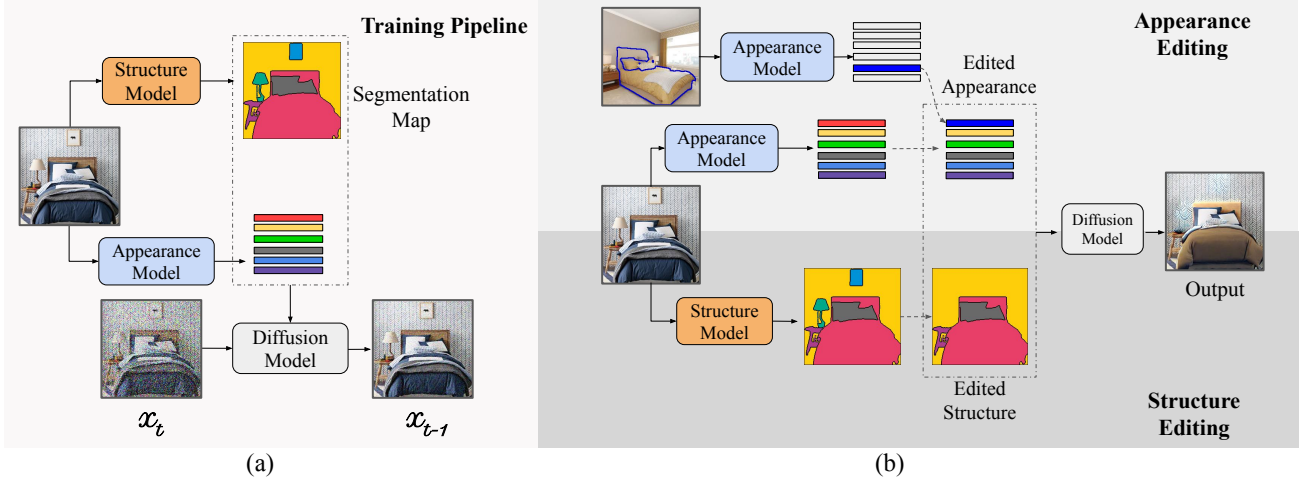 Training Pipeline
Structure
Model
Segmentation
Map
Appearance
Model
Diffusion
Model
x_t
x_{t-1}
(a)
Appearance
Editing
Appearance
Model
Edited
Appearance
Appearance
Model
Diffusion
Model
Output
Structure
Model
Edited
Structure
Structure
Editing
(b)